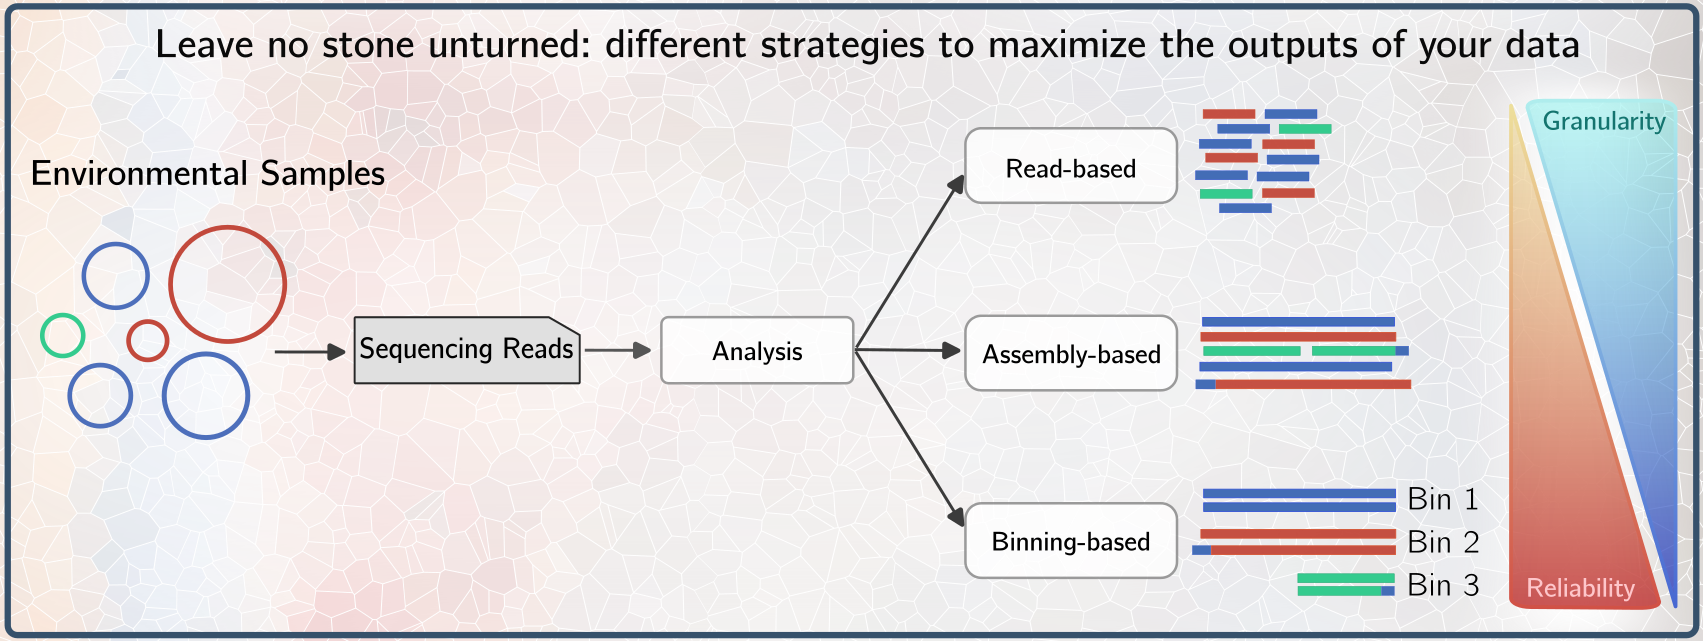 Leave no stone unturned: different strategies to maximize the outputs of your data
Environmental Samples
Sequencing Reads
Analysis
Read-based
Assembly-based
Binning-based
Bin 1
Bin 2
Bin 3
Granularity
Reliability